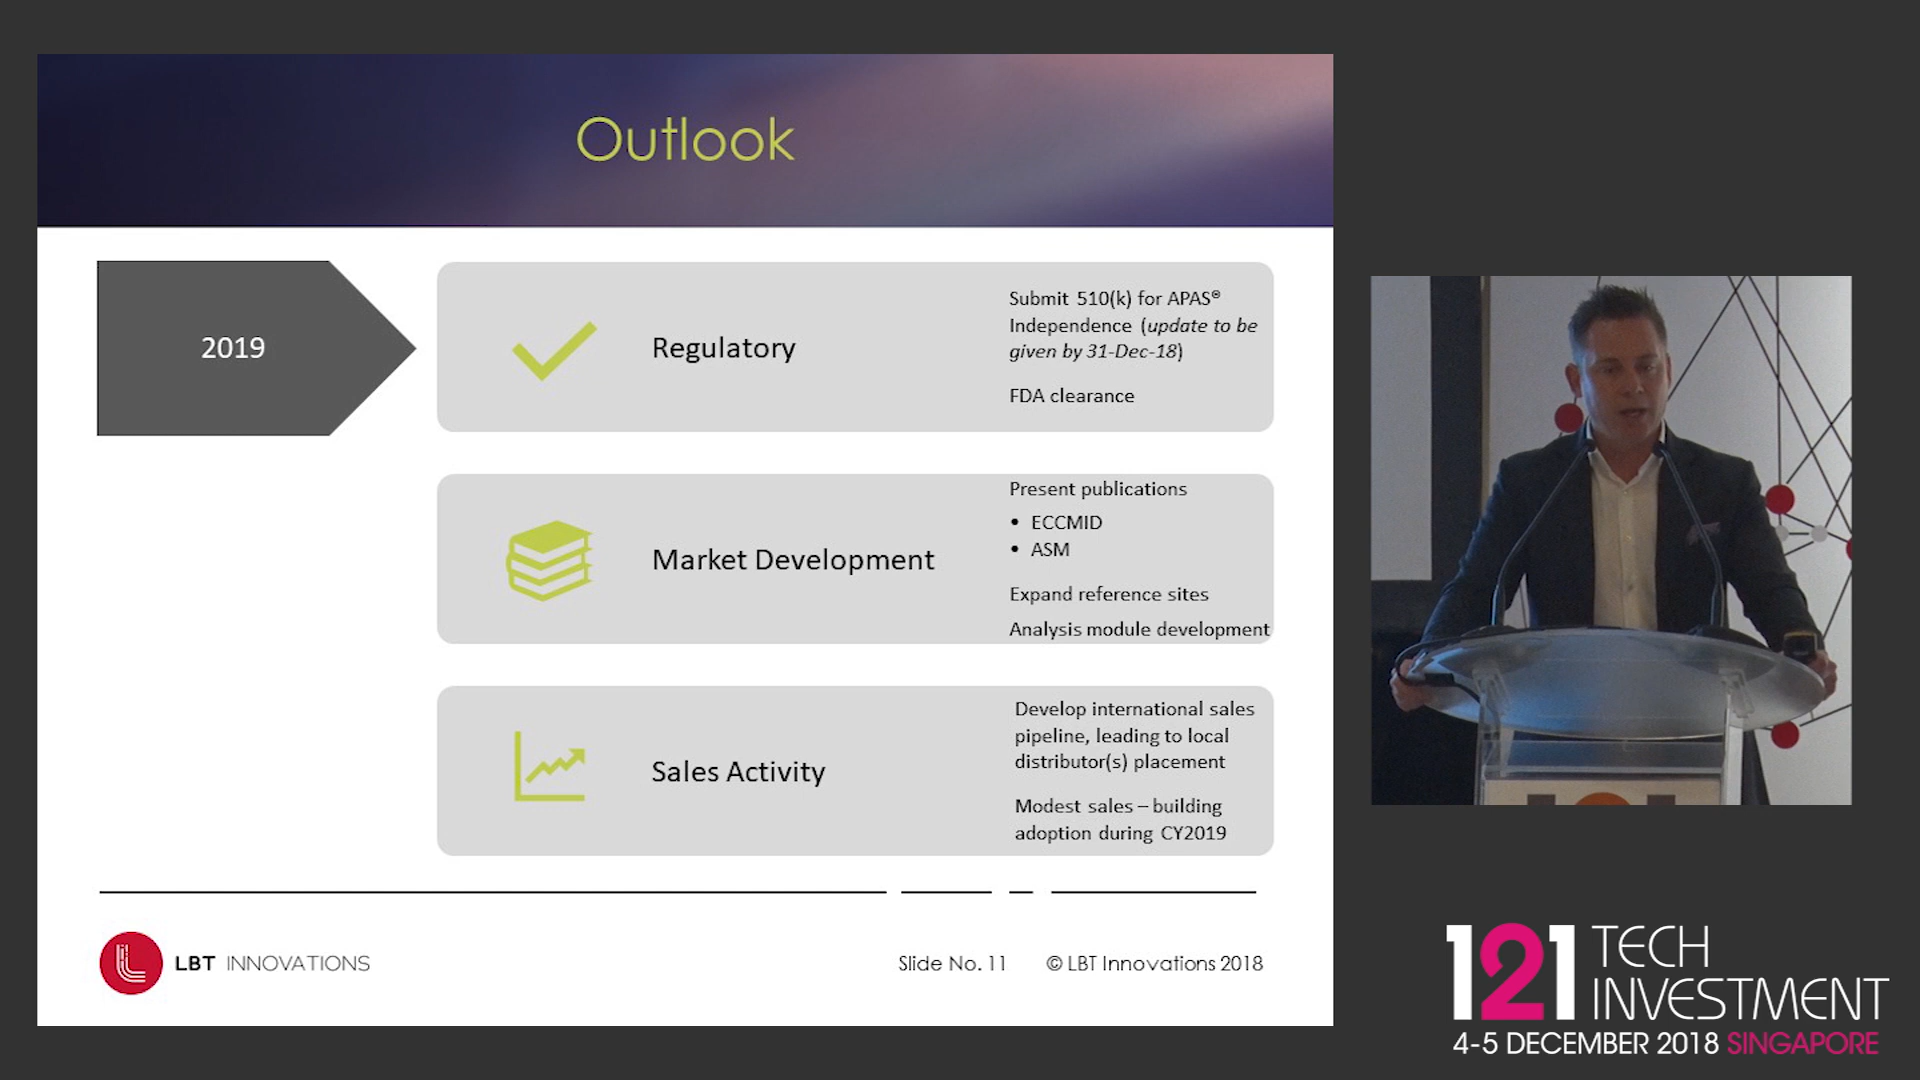 Outlook
2019
Regulatory
Submit 510(k) for APAS®
Independence (update to be
given by 31-Dec-18)
FDA clearance
Market Development
Present publications
• ECCMID
• ASM
Expand reference sites
Analysis module development
Sales Activity
Develop international sales
pipeline, leading to local
distributor(s) placement
Modest sales – building
adoption during CY2019
LBT INNOVATIONS
Slide No. 11
© LBT Innovations 2018
121 TECH
INVESTMENT
4-5 DECEMBER 2018 SINGAPORE